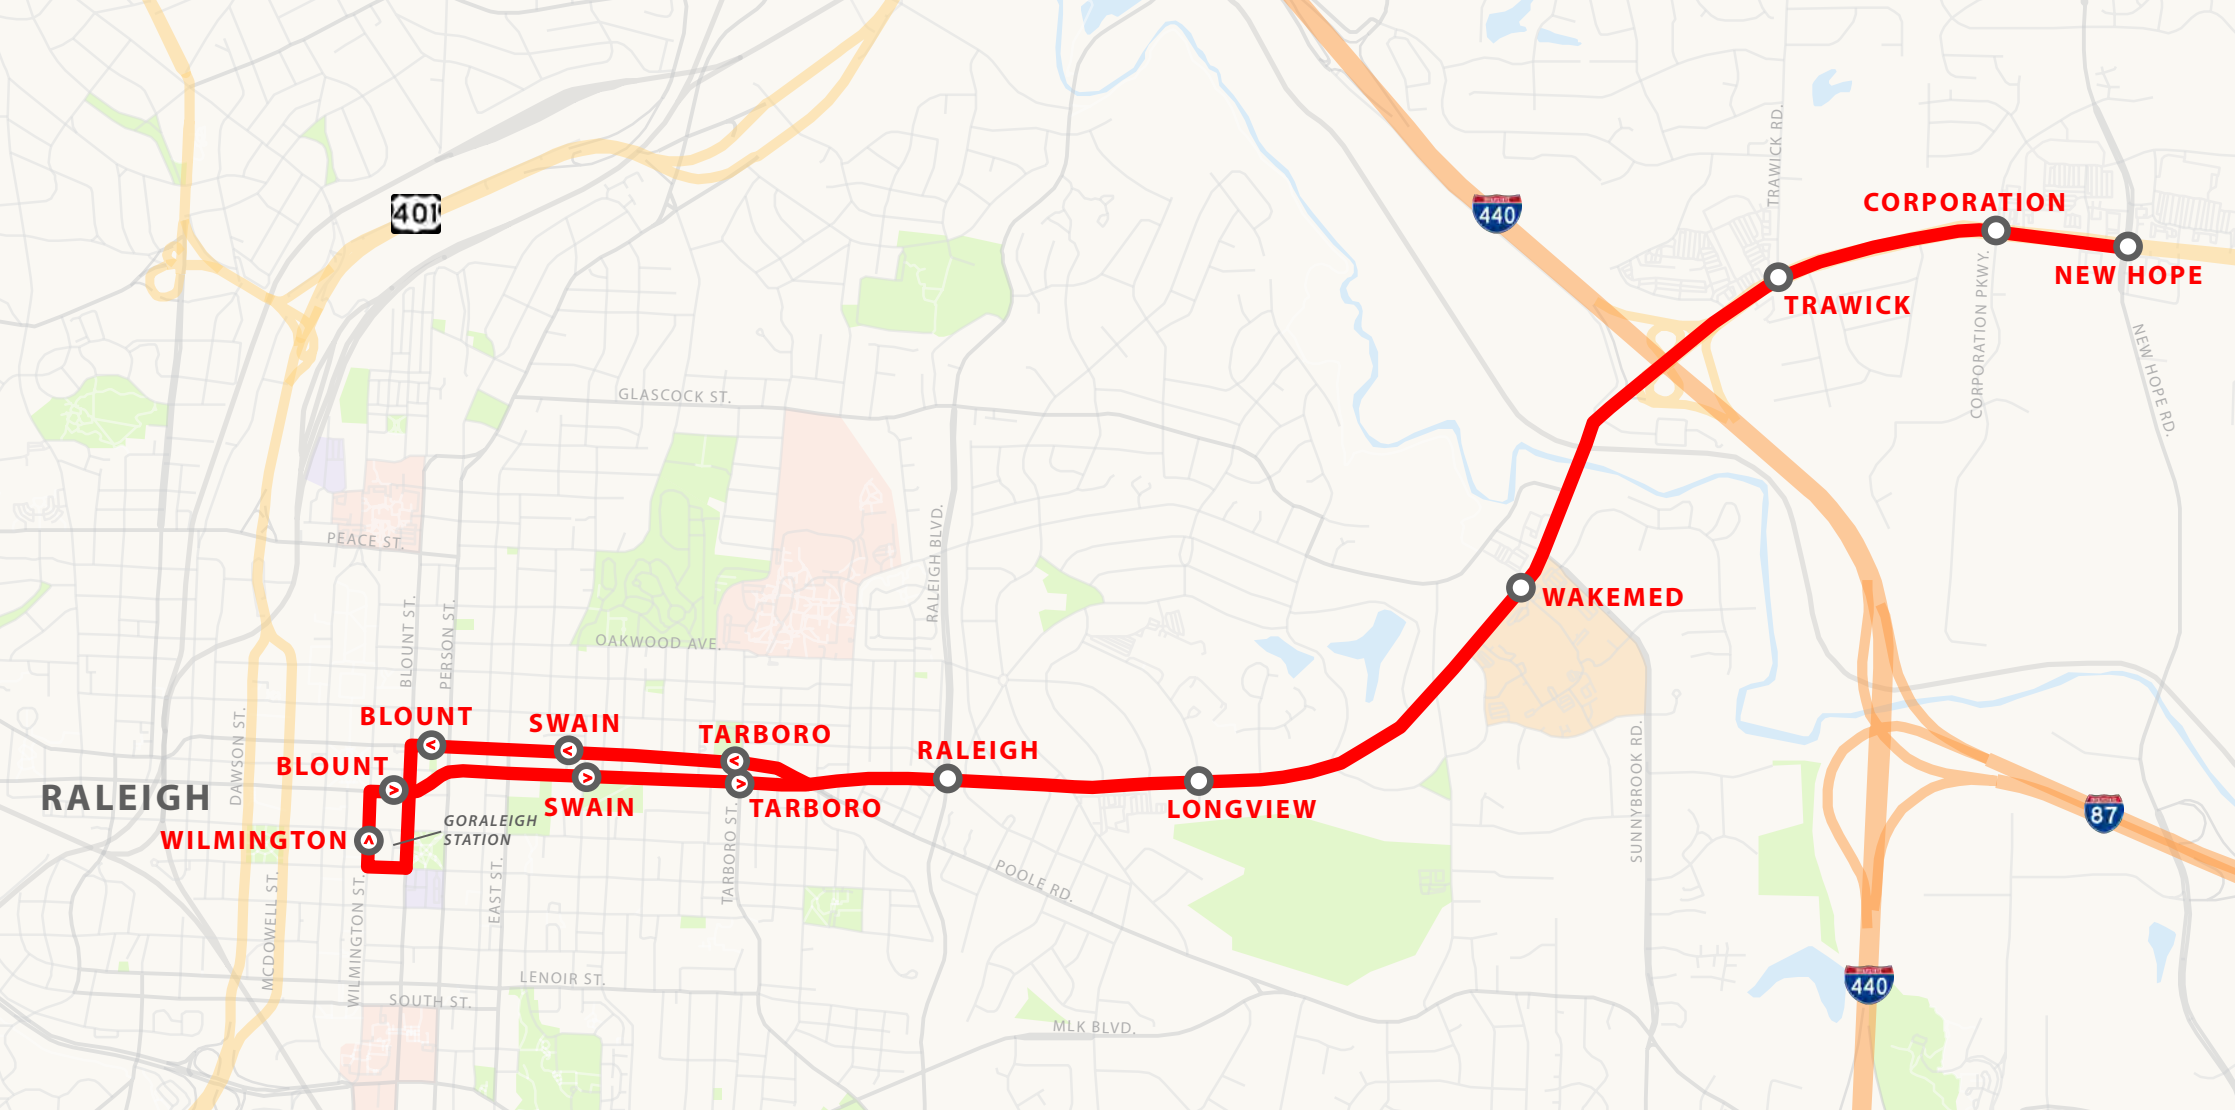 TRAWICK RD.
CORPORATION
401
440
NEW HOPE
TRAWICK
CORPORATION PKWY.
NEW HOPE RD.
GLASCOCK ST.
PEACE ST.
RALEIGH BLVD.
WAKEMED
BLOUNT ST.
PERSON ST.
OAKWOOD AVE.
BLOUNT
SWAIN
TARBORO
RALEIGH
DAWSON ST.
BLOUNT
RALEIGH
SWAIN
TARBORO
LONGVIEW
SUNNYBROOK RD.
87
WILMINGTON
GORALEIGH
STATION
TARBORO ST.
POOLE RD.
MCDOWELL ST.
WILMINGTON ST.
EAST ST.
LENOIR ST.
SOUTH ST.
440
MLK BLVD.